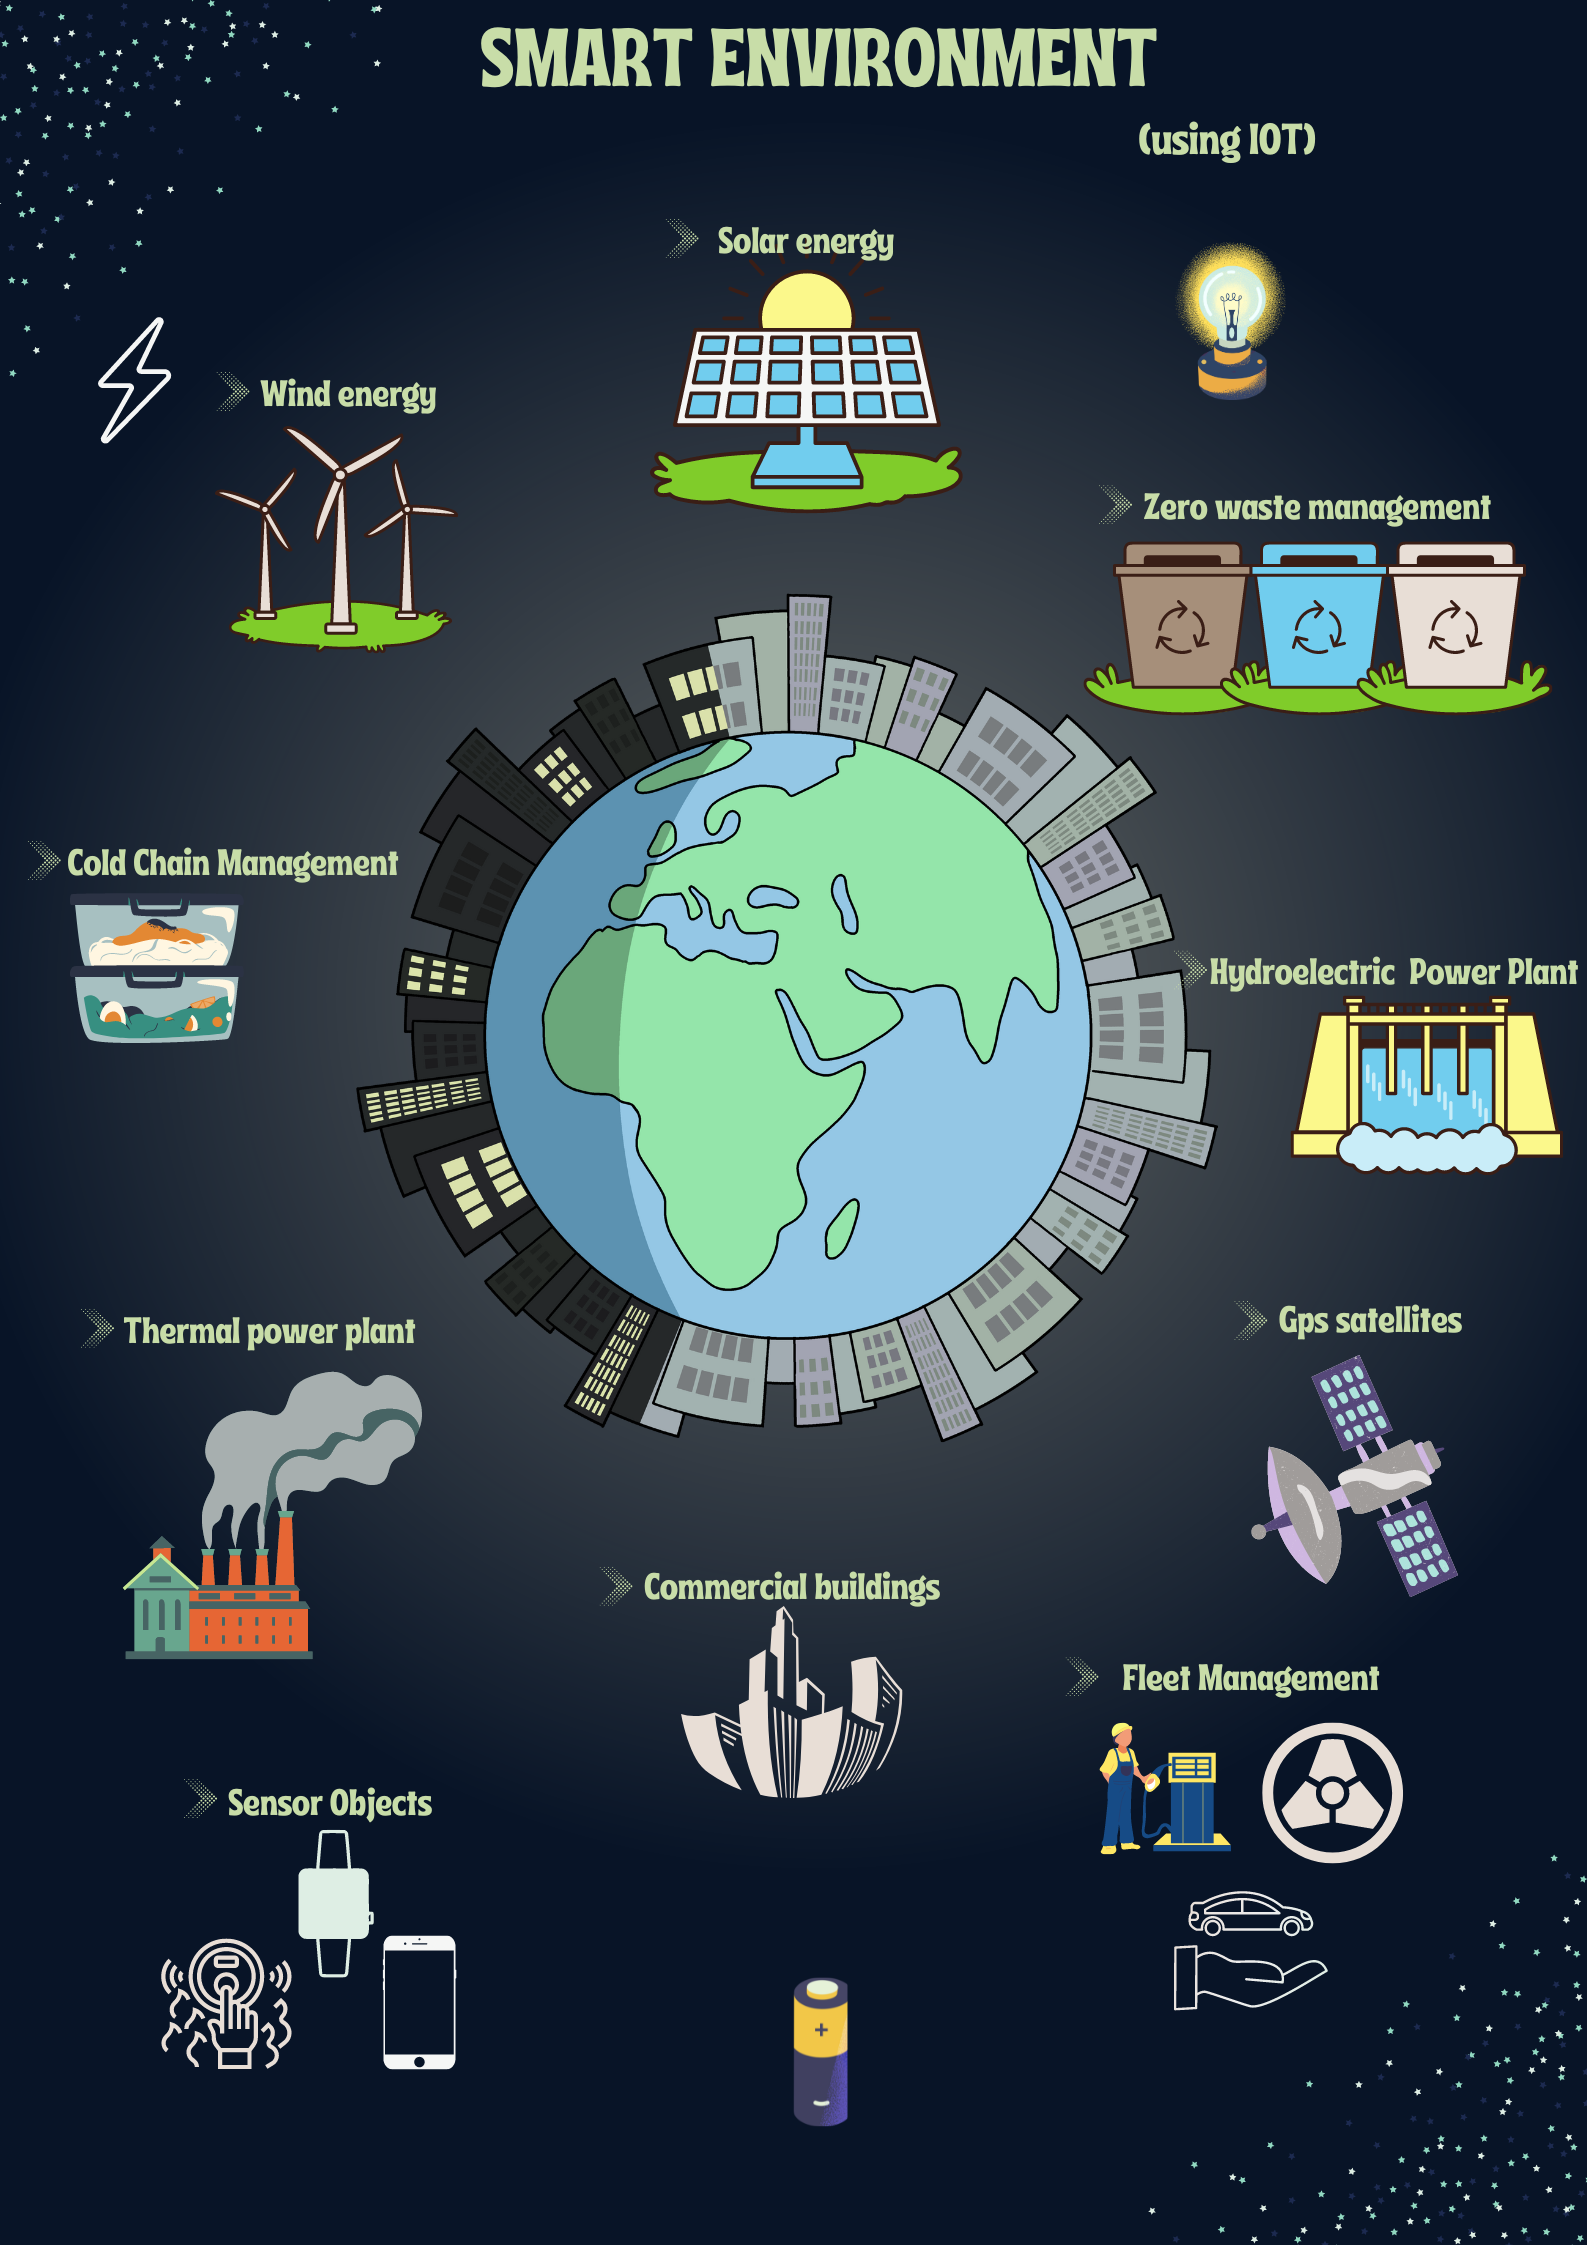 SMART ENVIRONMENT
(using IOT)
Solar energy
Wind energy
Zero waste management
Cold Chain Management
Hydroelectric Power Plant
Thermal power plant
Gps satellites
Commercial buildings
Fleet Management
Sensor Objects
+
-